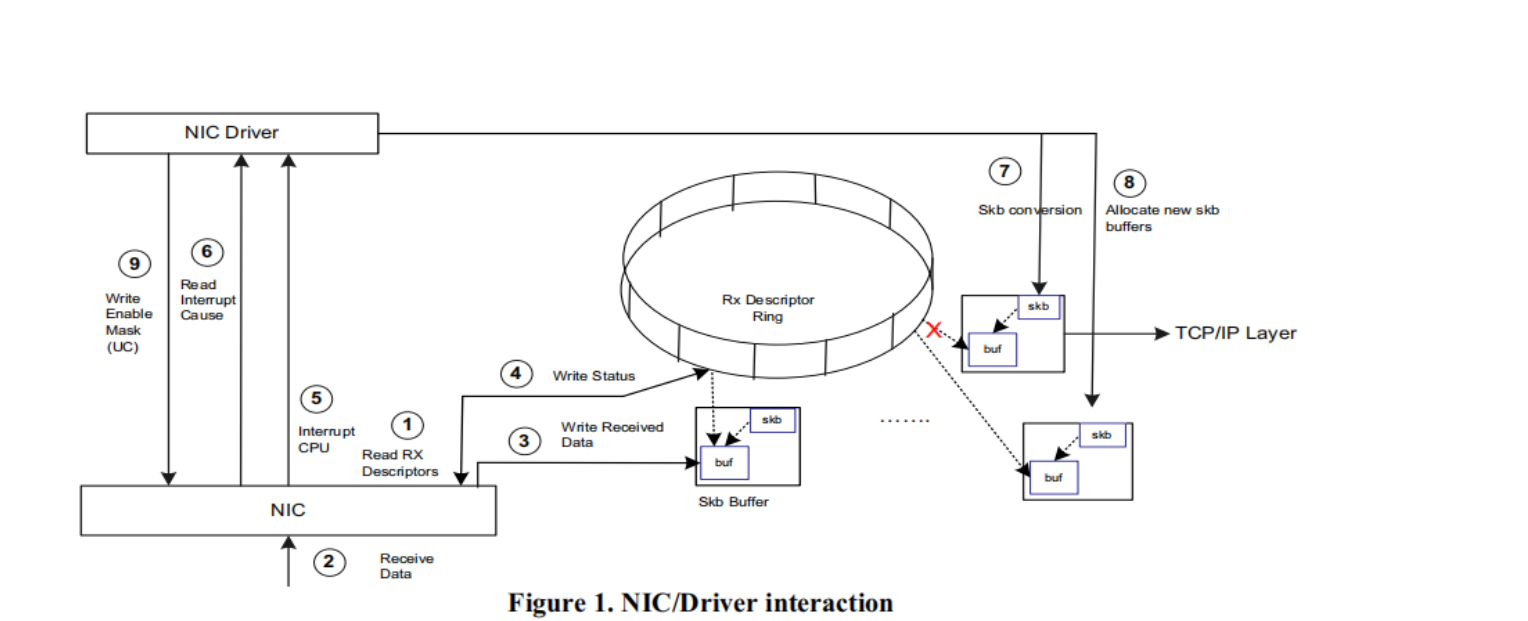 NIC Driver
7
8
Skb conversion
Allocate new skb
buffers
9
6
Write
Enable
Mask
(UC)
Read
Interrupt
Cause
Rx Descriptor
Ring
skb
buf
TCP/IP Layer
4
Write Status
5
Interrupt
CPU
1
Read RX
Descriptors
3
Write Received
Data
skb
buf
Skb Buffer
.......
skb
buf
NIC
2
Receive
Data
Figure 1. NIC/Driver interaction